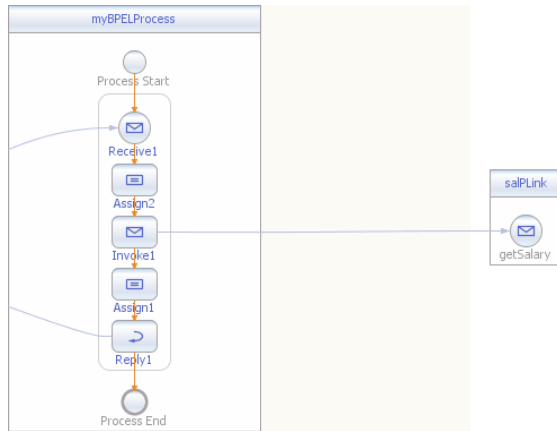 myBPELProcess
Process Start
Receive1
Assign2
Invoke1
Assign1
Reply1
Process End
salPLink
getSalary